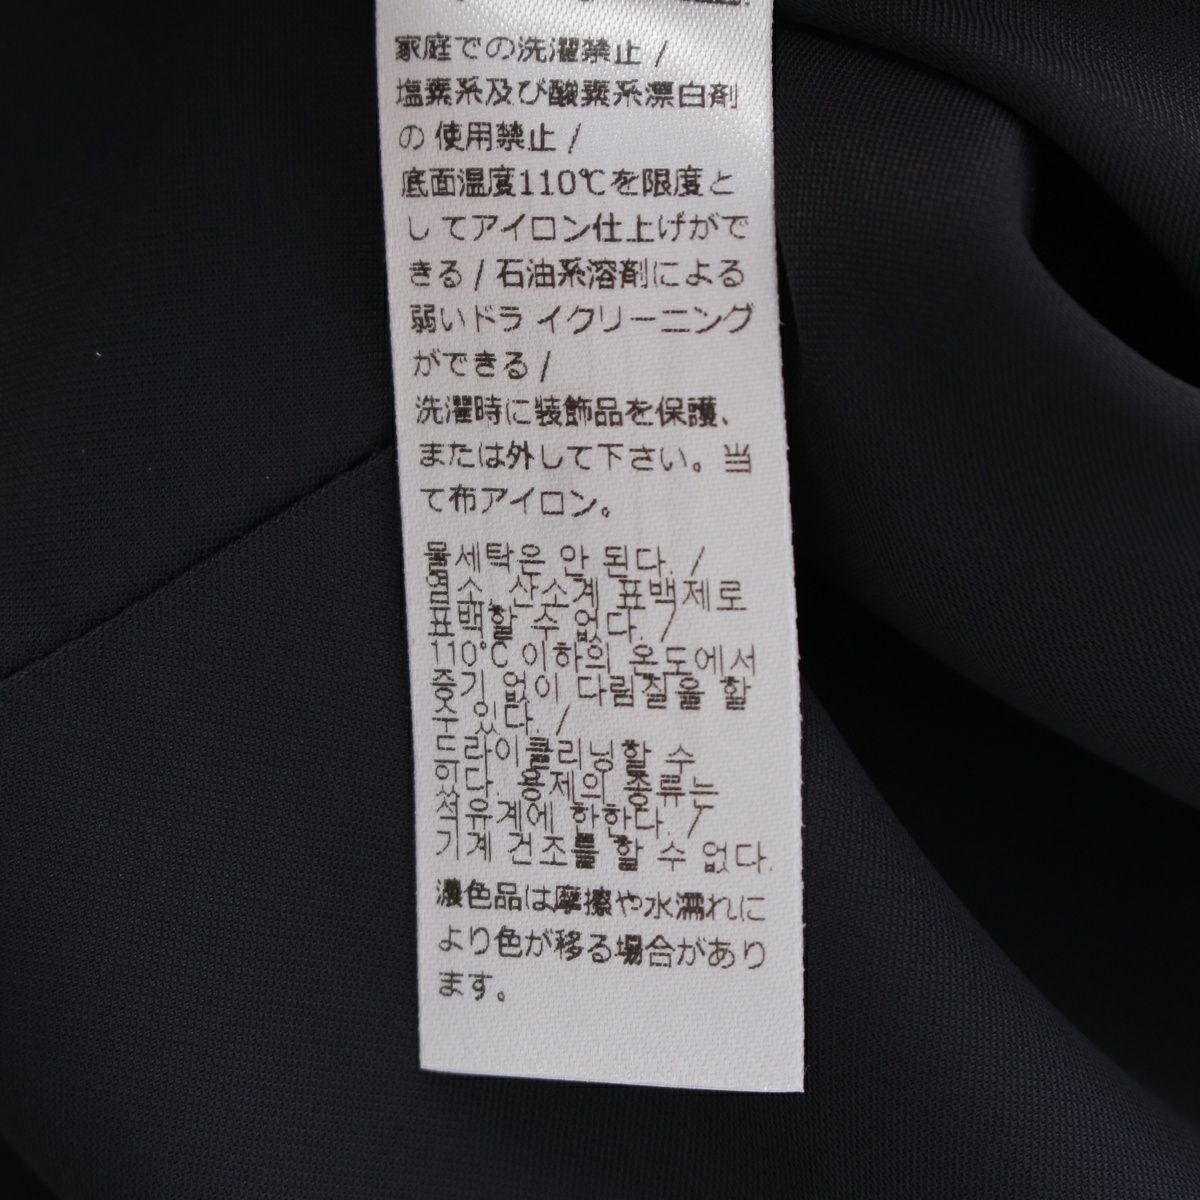 家庭での洗濯禁止 /
塩素系及び酸素系漂白剤
の 使用禁止 /
底面温度110℃を限度と
し てアイロン仕上げがで
きる / 石油系溶剤による
弱いドラ イクリーニング
ができる /
洗濯時に装飾品を保護、
または外して下さい。当
て布アイロン。
물세탁은 안 된다. /
염소, 산소계 표백제로
표백할 수 없다. /
110℃ 이하의 온도에서
증기 없이 다림질을 할
수 있다. /
드라이클리닝할 수
있다. 용제의 종류는
석유계에 한한다. /
기계 건조를 할 수 없다.
濃色品は摩擦や水濡れに
より色が移る場合があり
ます。